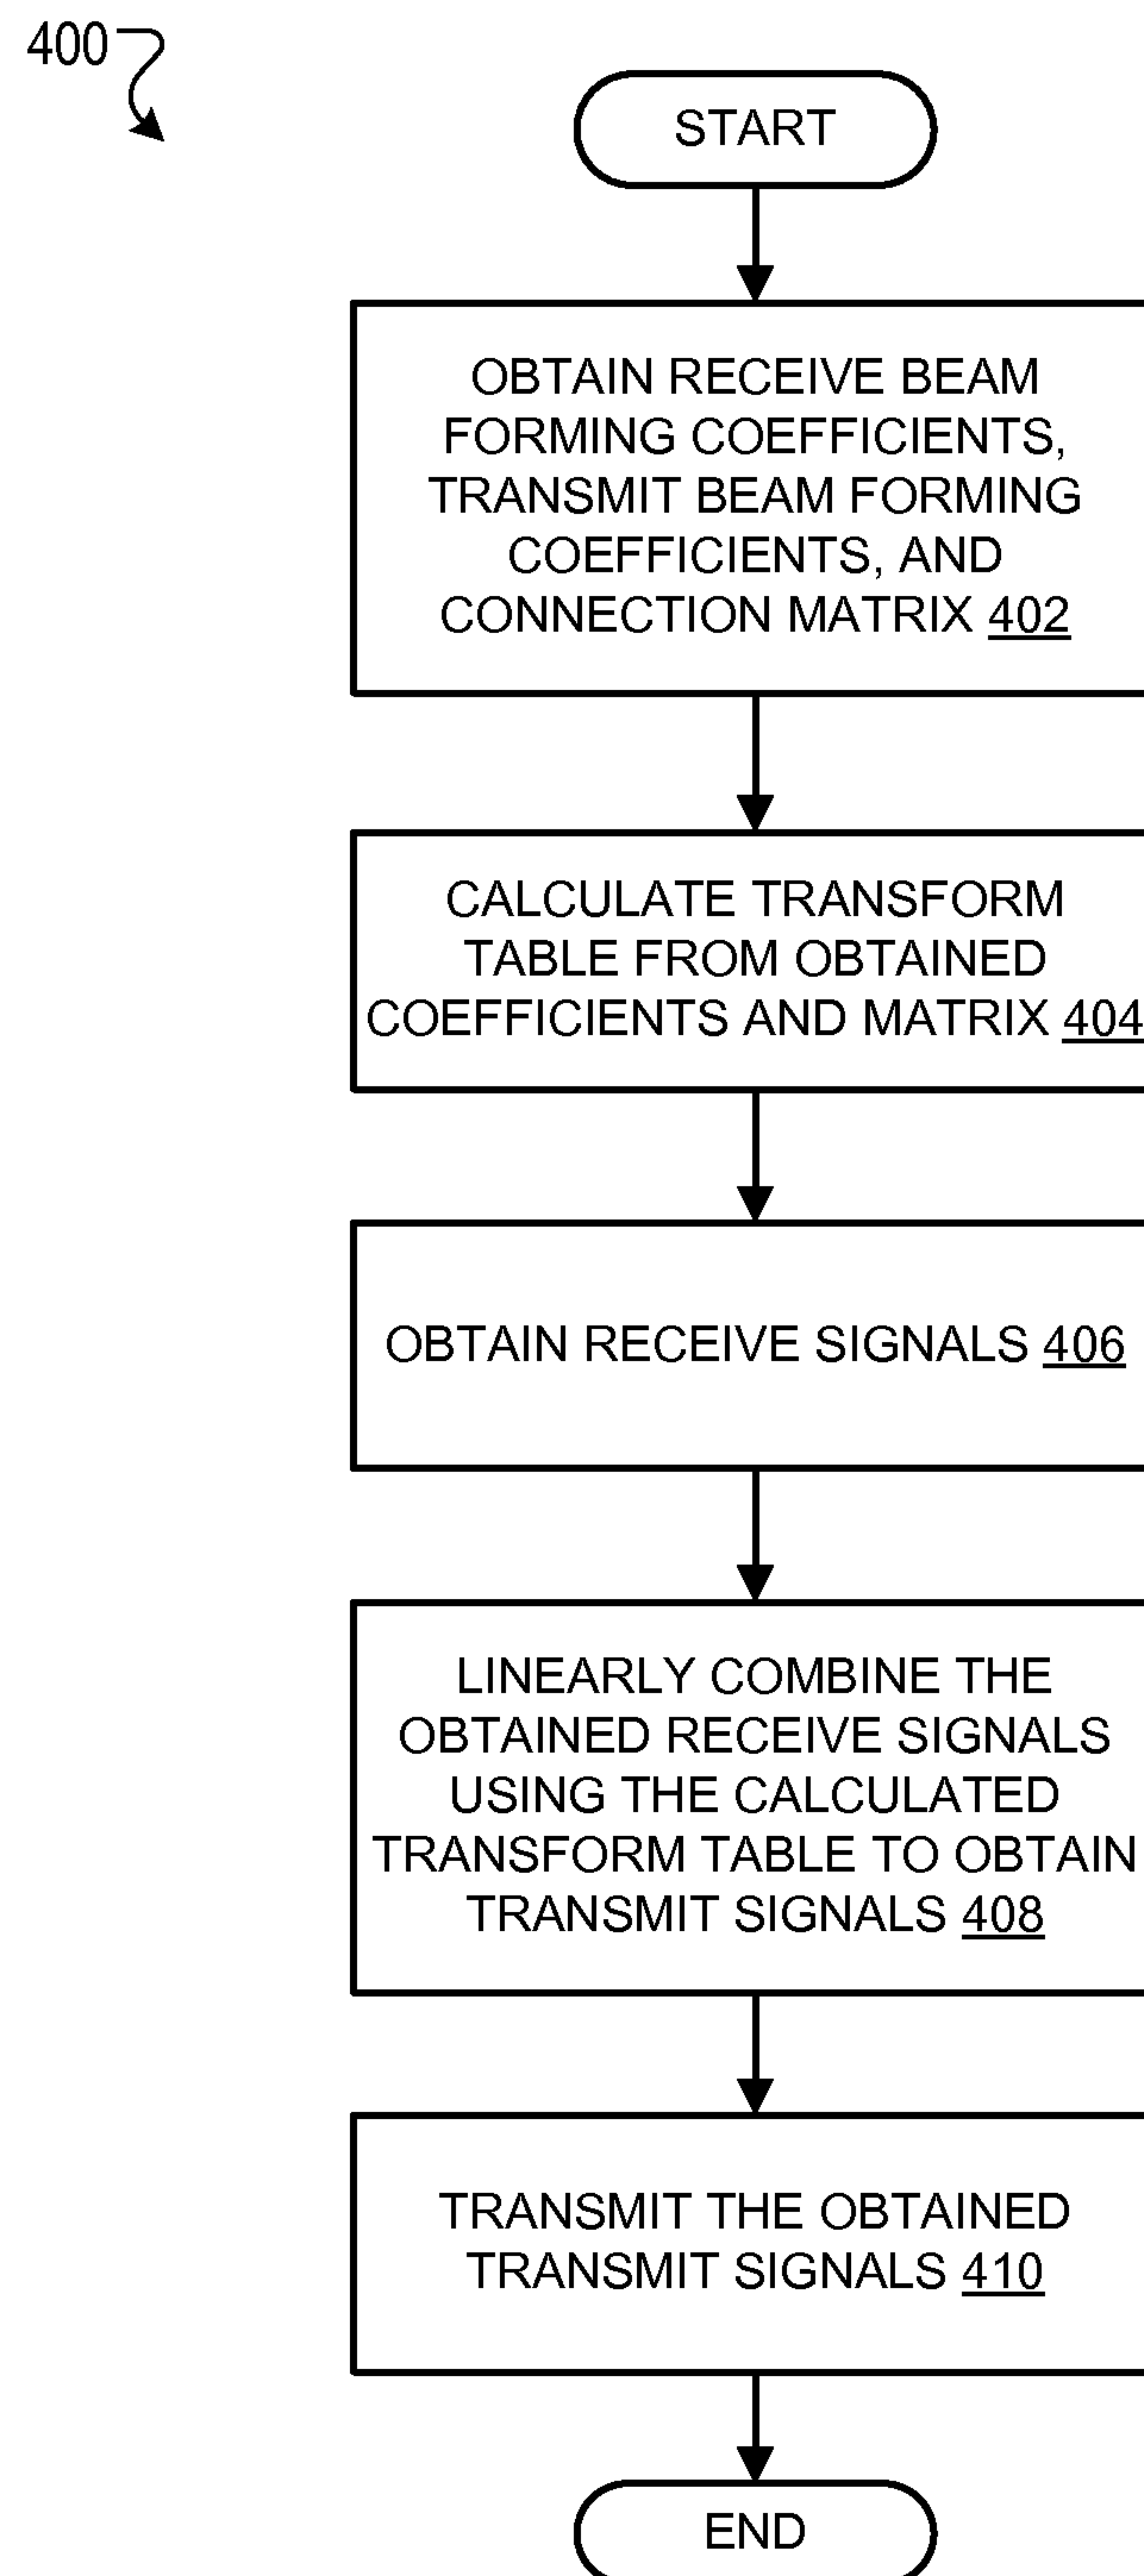 400
START
OBTAIN RECEIVE BEAM
FORMING COEFFICIENTS,
TRANSMIT BEAM FORMING
COEFFICIENTS, AND
CONNECTION MATRIX 402
CALCULATE TRANSFORM
TABLE FROM OBTAINED
COEFFICIENTS AND MATRIX 404
OBTAIN RECEIVE SIGNALS 406
LINEARLY COMBINE THE
OBTAINED RECEIVE SIGNALS
USING THE CALCULATED
TRANSFORM TABLE TO OBTAIN
TRANSMIT SIGNALS 408
TRANSMIT THE OBTAINED
TRANSMIT SIGNALS 410
END